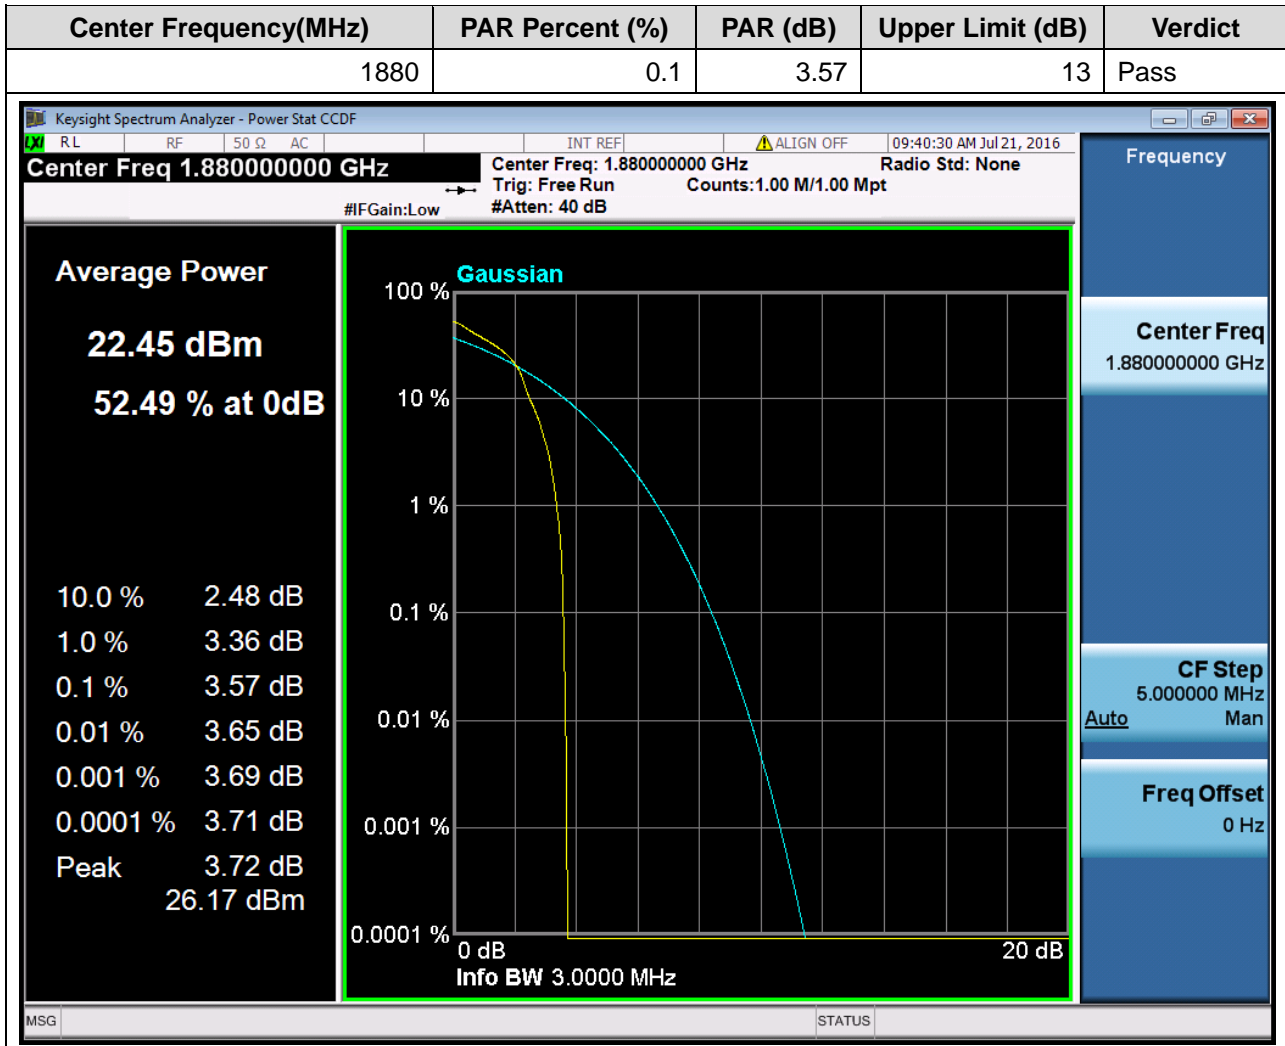 Center Frequency(MHz) PAR Percent (%) PAR (dB) Upper Limit (dB) Verdict
1880 0.1 3.57 13 Pass
Keysight Spectrum Analyzer - Power Stat CCDF
LXI RL RF 50 Ω AC INT REF ALIGN OFF 09:40:30 AM Jul 21, 2016
Center Freq 1.880000000 GHz
#IFGain:Low
Center Freq: 1.880000000 GHz Radio Std: None
Trig: Free Run Counts:1.00 M/1.00 Mpt
#Atten: 40 dB
Average Power
22.45 dBm
52.49 % at 0dB
10.0 % 2.48 dB
1.0 % 3.36 dB
0.1 % 3.57 dB
0.01 % 3.65 dB
0.001 % 3.69 dB
0.0001 % 3.71 dB
Peak 3.72 dB
26.17 dBm
Gaussian
100 %
10 %
1 %
0.1 %
0.01 %
0.001 %
0.0001 %
0 dB 20 dB
Info BW 3.0000 MHz
Frequency
Center Freq
1.880000000 GHz
CF Step
5.000000 MHz
Auto Man
Freq Offset
0 Hz
MSG STATUS